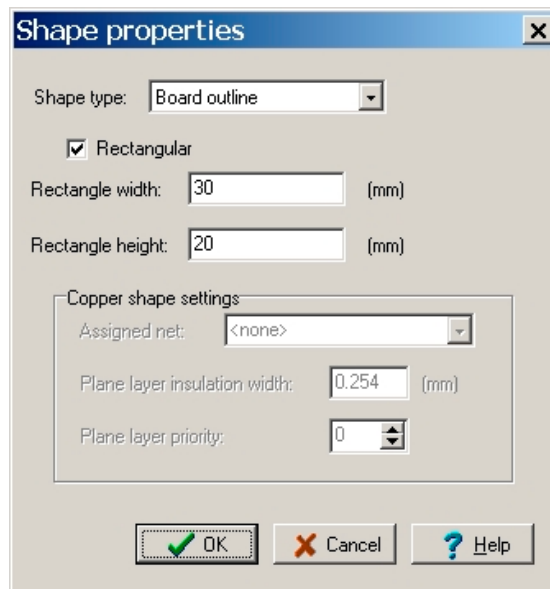 Shape properties
Shape type: Board outline
Rectangular
Rectangle width: 30 (mm)
Rectangle height: 20 (mm)
Copper shape settings
Assigned net: <none>
Plane layer insulation width: 0.254 (mm)
Plane layer priority: 0
OK Cancel Help